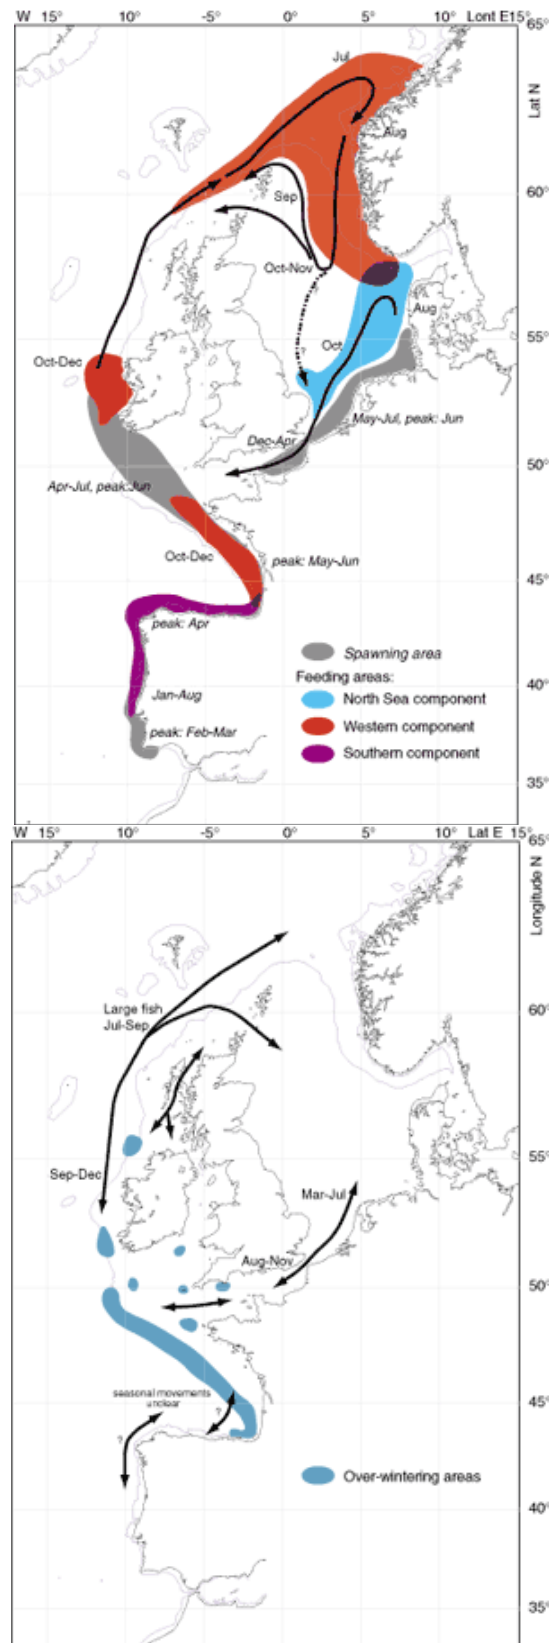 W 15° 10° -5° 0° 5° 10° Lont E15°
65°
Lat N
Jul
Aug
60°
Sep
Oct-Nov
Aug
55°
Oct
?
Oct-Dec
May-Jul, peak: Jun
Dec-Apr
50°
Apr-Jul, peak:Jun
Oct-Dec
peak: May-Jun
45°
peak: Apr
Spawning area
Feeding areas:
40°
Jan-Aug
North Sea component
Western component
peak: Feb-Mar
Southern component
35°
W 15° 10° -5° 0° 5° 10° Lat E 15°
65°
Longitude N
Large fish
Jul-Sep
60°
55°
Sep-Dec
Mar-Jul
Aug-Nov
50°
seasonal movements
unclear
45°
?
?
Over-wintering areas
40°
35°